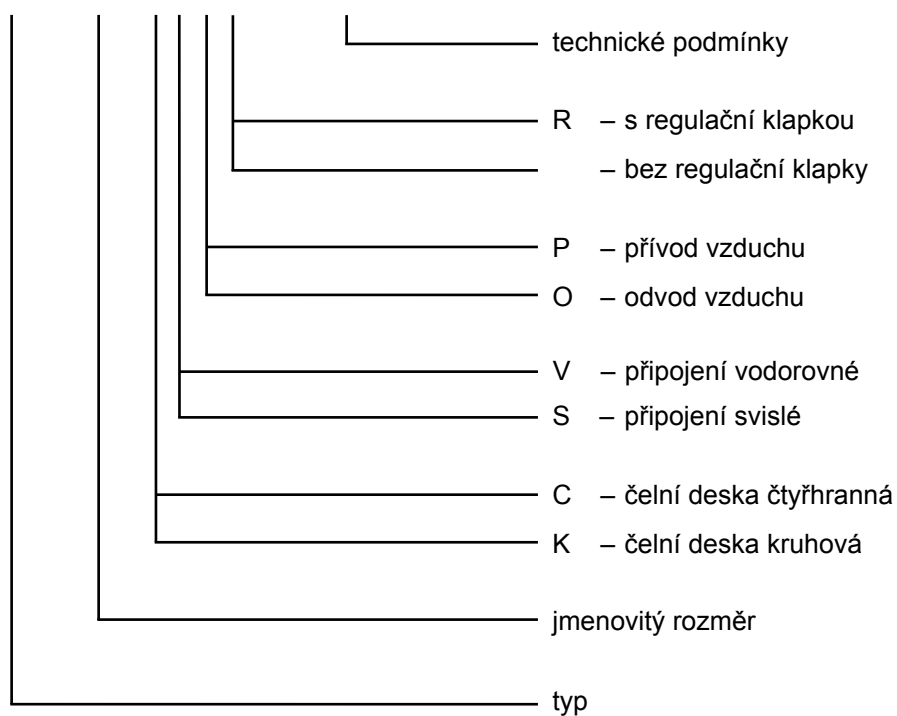 technické podmínky
R – s regulační klapkou
– bez regulační klapky
P – přívod vzduchu
O – odvod vzduchu
V – připojení vodorovné
S – připojení svislé
C – čelní deska čtyřhranná
K – čelní deska kruhová
jmenovitý rozměr
typ